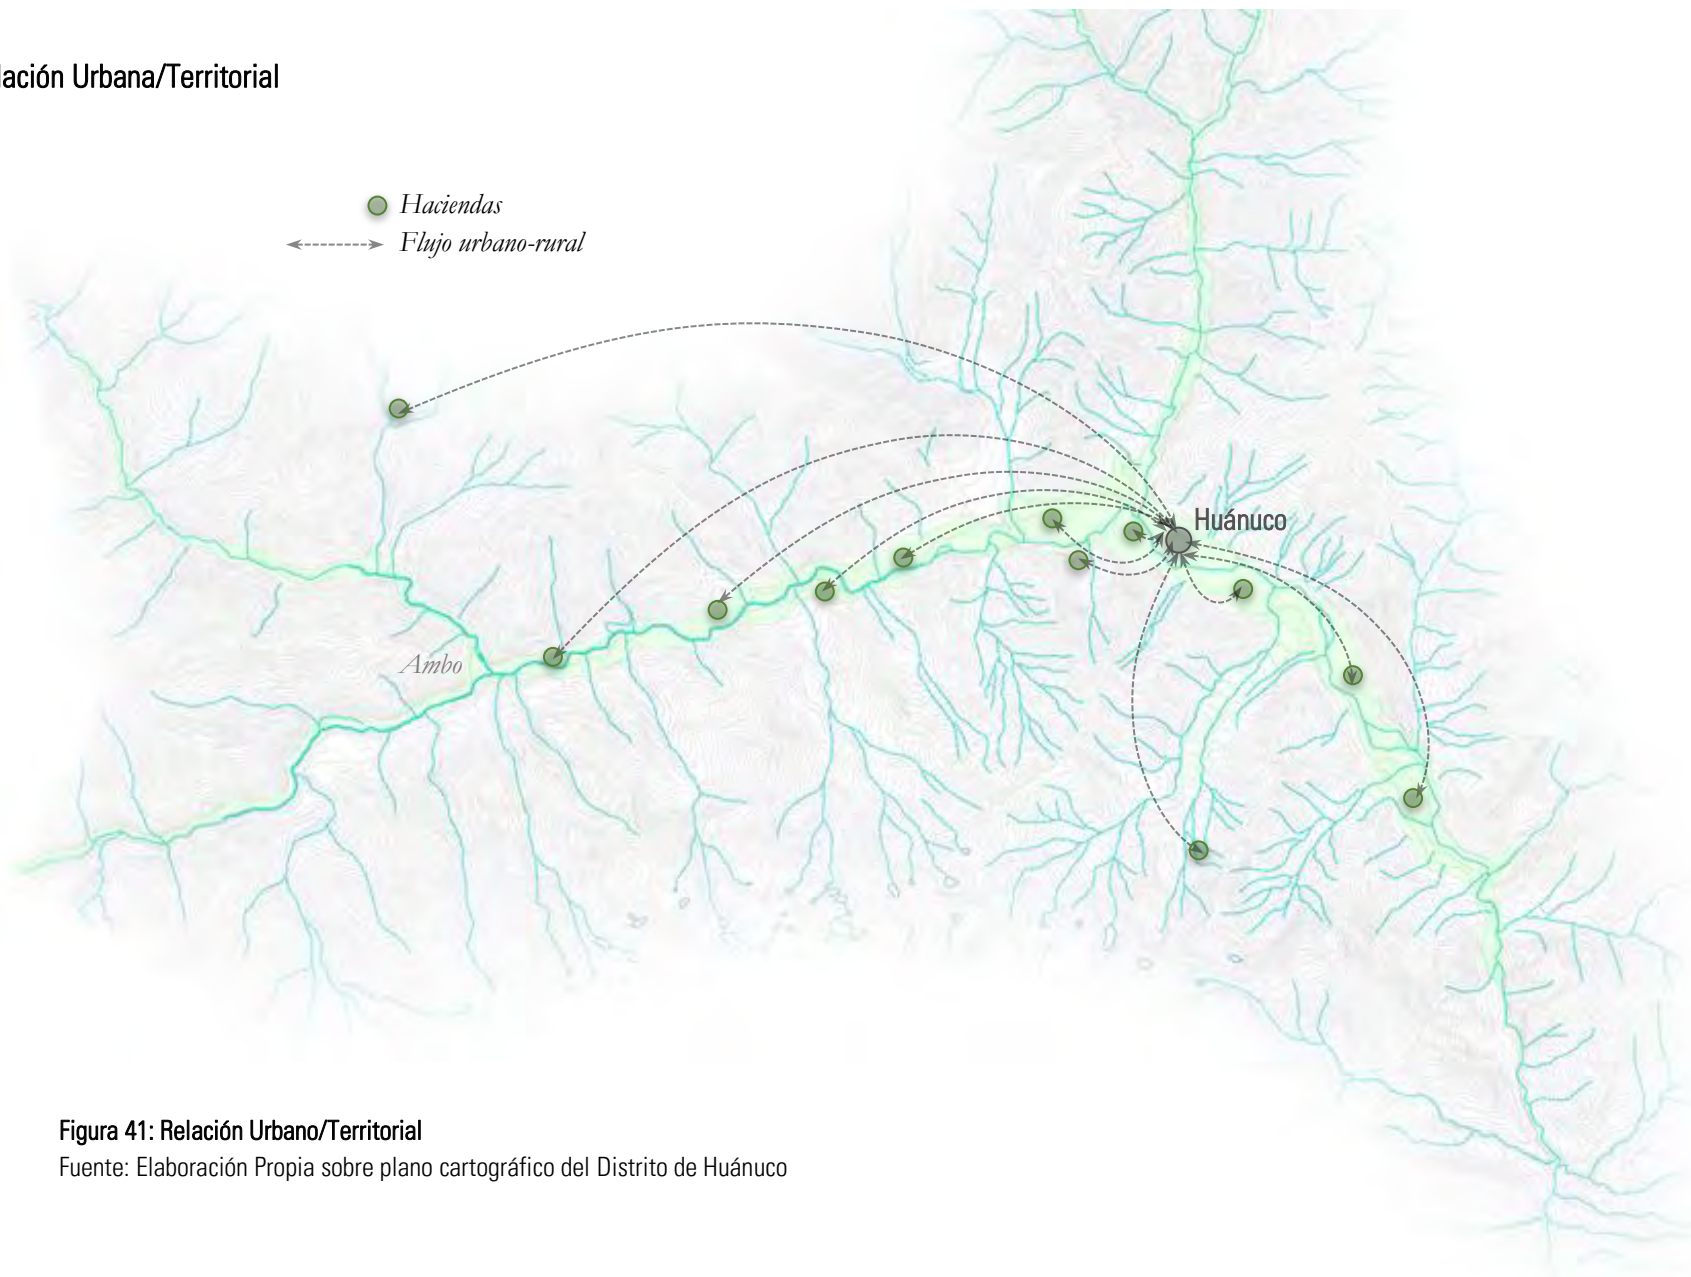 lación Urbana/Territorial
Haciendas
Flujo urbano-rural
Huánuco
Ambo
Figura 41: Relación Urbano/Territorial
Fuente: Elaboración Propia sobre plano cartográfico del Distrito de Huánuco